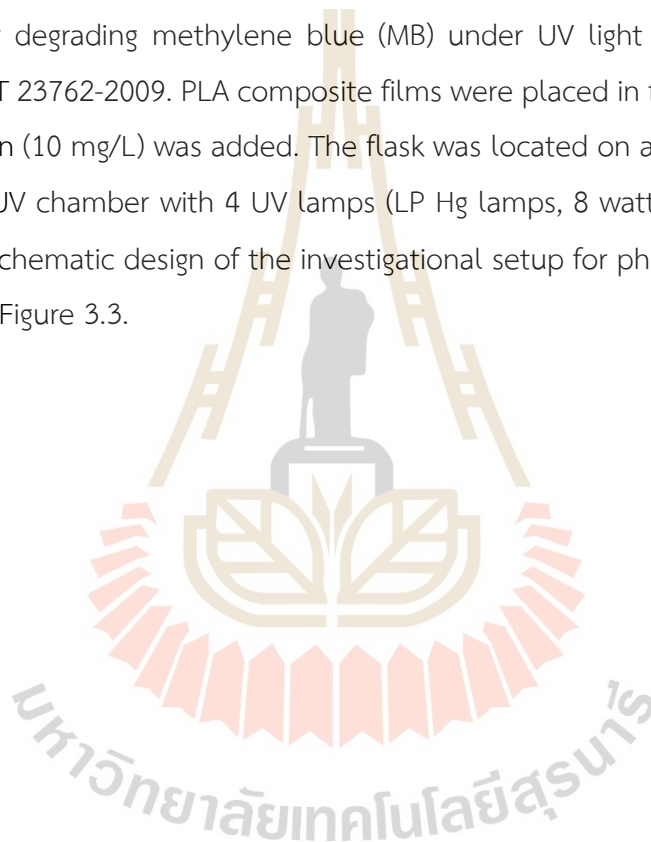 degrading methylene blue (MB) under UV light
T 23762-2009. PLA composite films were placed in
n (10 mg/L) was added. The flask was located on a
UV chamber with 4 UV lamps (LP Hg lamps, 8 watt
schematic design of the investigational setup for ph
Figure 3.3.
มหาวิทยาลัยเทคโนโลยีสุรนารี